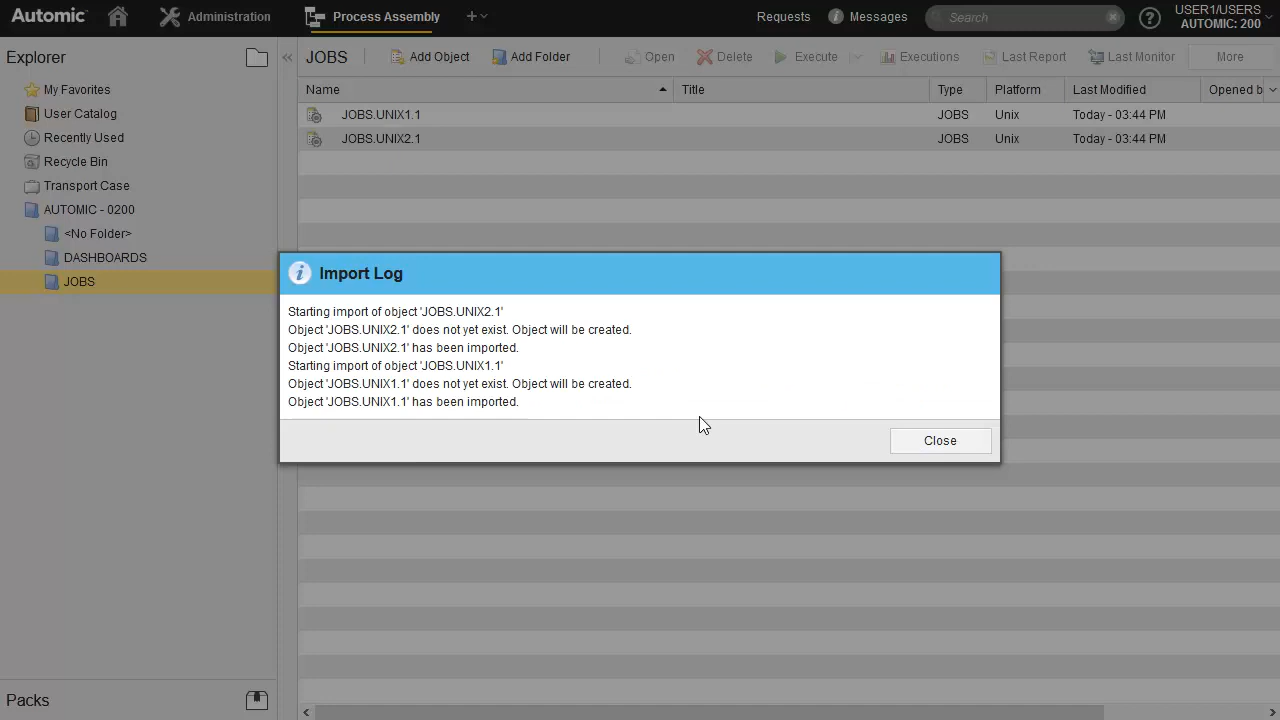 Automic
Administration
Process Assembly
Requests
Messages
Search
USER1/USERS
AUTOMIC: 200
Explorer
JOBS
Add Object
Add Folder
Open
Delete
Execute
Executions
Last Report
Last Monitor
More
My Favorites
User Catalog
Recently Used
Recycle Bin
Transport Case
AUTOMIC - 0200
<No Folder>
DASHBOARDS
JOBS
Name Title Type Platform Last Modified Opened b
JOBS.UNIX1.1 JOBS Unix Today - 03:44 PM
JOBS.UNIX2.1 JOBS Unix Today - 03:44 PM
Import Log
Starting import of object 'JOBS.UNIX2.1'
Object 'JOBS.UNIX2.1' does not yet exist. Object will be created.
Object 'JOBS.UNIX2.1' has been imported.
Starting import of object 'JOBS.UNIX1.1'
Object 'JOBS.UNIX1.1' does not yet exist. Object will be created.
Object 'JOBS.UNIX1.1' has been imported.
Close
Packs